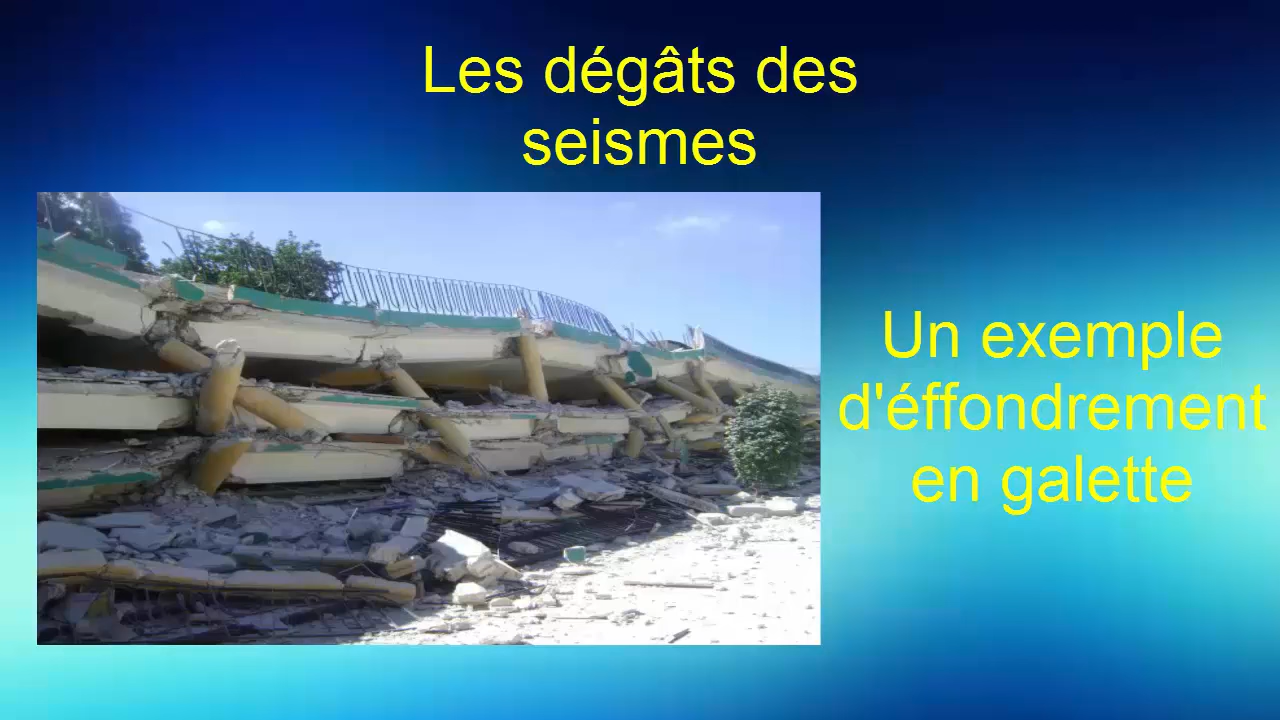 Les dégâts des
seismes
Un exemple
d'éffondrement
en galette